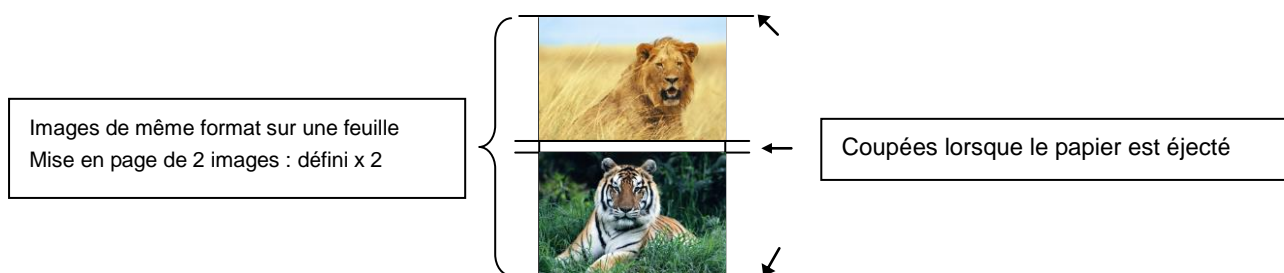 Images de même format sur une feuille
Mise en page de 2 images : défini x 2
Coupées lorsque le papier est éjecté